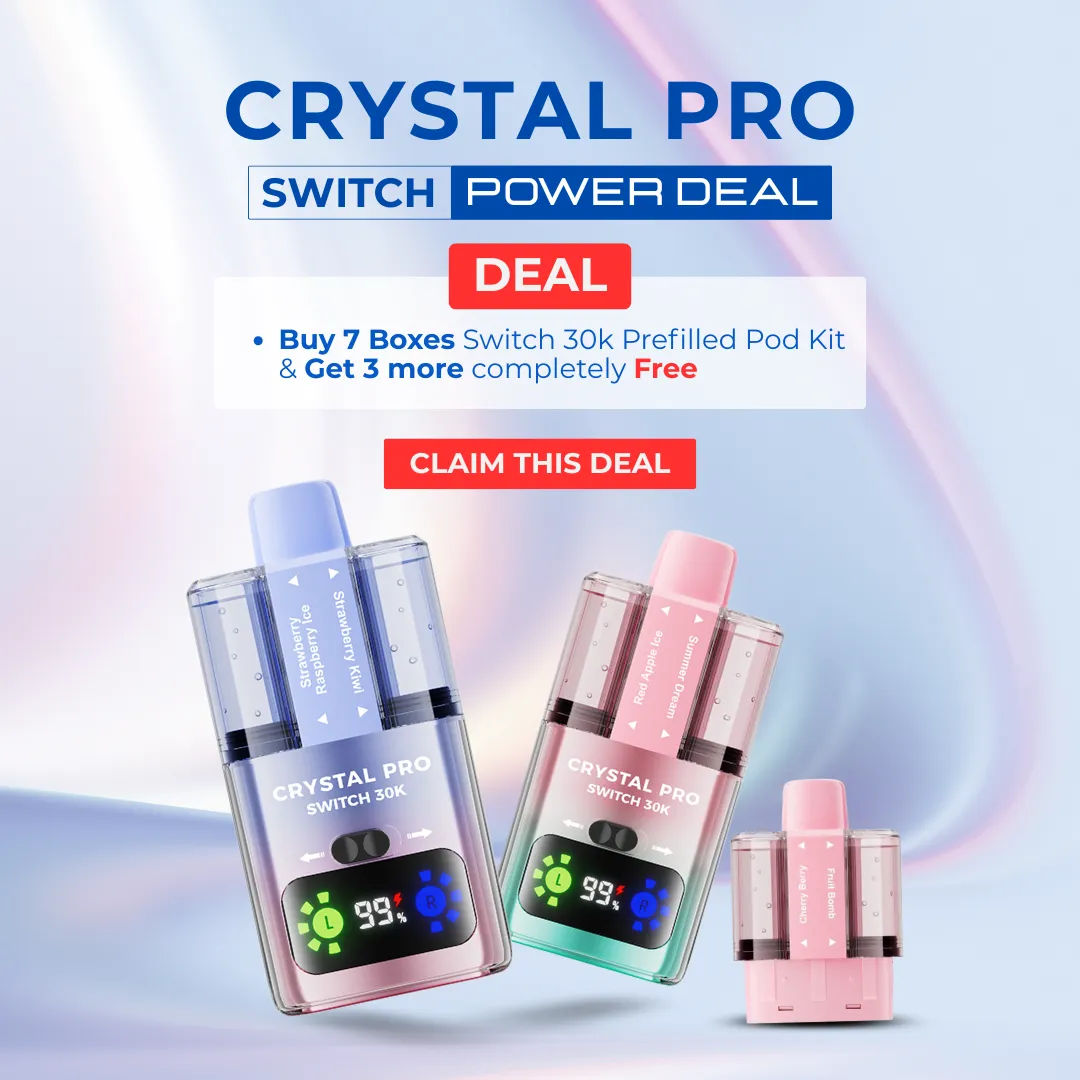 CRYSTAL PRO
SWITCH POWER DEAL
DEAL
• Buy 7 Boxes Switch 30k Prefilled Pod Kit
& Get 3 more completely Free
CLAIM THIS DEAL
Strawberry
Raspberry Ice
Strawberry Kiwi
CRYSTAL PRO
SWITCH 30K
L 99% R
Red Apple Ice
Summer Dream
CRYSTAL PRO
SWITCH 30K
L 99% R
Cherry Berry
Fruit Bomb